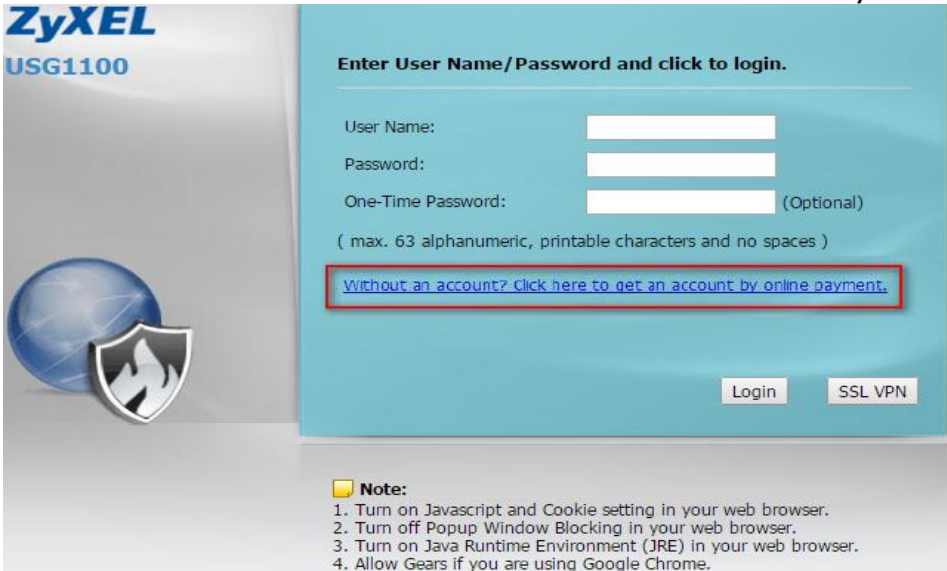 ZyXEL
USG1100
Enter User Name/Password and click to login.
User Name:
Password:
One-Time Password: (Optional)
( max. 63 alphanumeric, printable characters and no spaces )
Without an account? Click here to get an account by online payment.
Login SSL VPN
Note:
1. Turn on Javascript and Cookie setting in your web browser.
2. Turn off Popup Window Blocking in your web browser.
3. Turn on Java Runtime Environment (JRE) in your web browser.
4. Allow Gears if you are using Google Chrome.